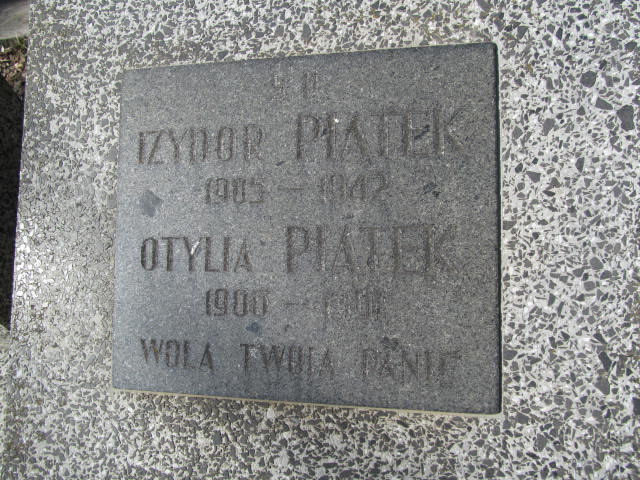 IZYDOR PIĄTEK
1905 – 1942
OTYLIA PIĄTEK
1900 –
WOLA TWOJA PANIE